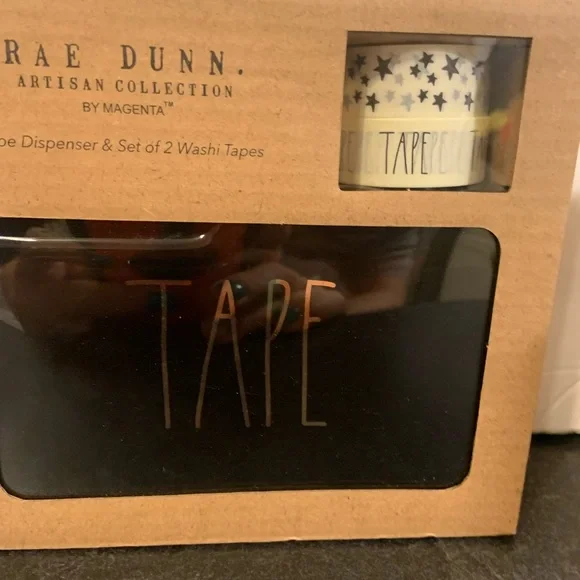 RAE DUNN.
ARTISAN COLLECTION
BY MAGENTA™
Dispenser & Set of 2 Washi Tapes
TAPE
TAPE